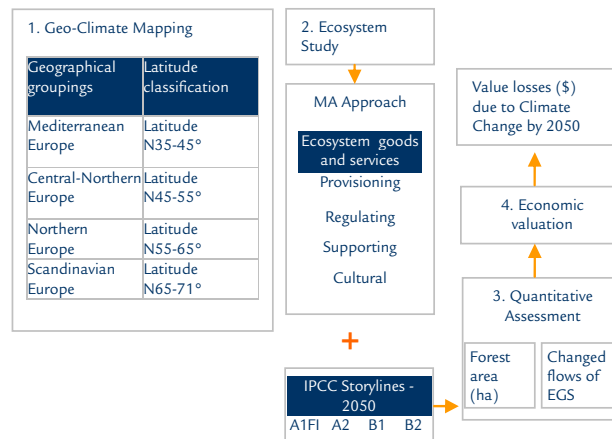 1. Geo-Climate Mapping
Geographical groupings
Latitude classification
Mediterranean Europe
Latitude N35-45°
Central-Northern Europe
Latitude N45-55°
Northern Europe
Latitude N55-65°
Scandinavian Europe
Latitude N65-71°
2. Ecosystem
Study
MA Approach
Ecosystem goods
and services
Provisioning
Regulating
Supporting
Cultural
+
IPCC Storylines -
2050
A1FI A2 B1 B2
3. Quantitative
Assessment
Forest
area
(ha)
Changed
flows of
EGS
4. Economic
valuation
Value losses ($)
due to Climate
Change by 2050